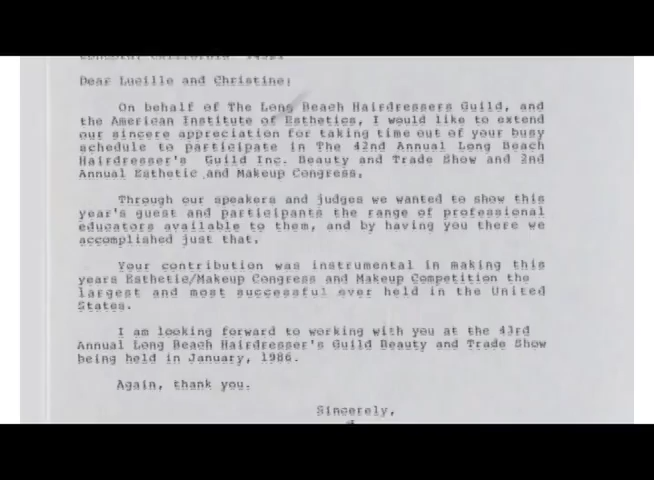 Dear Lucille and Christine:
On behalf of The Long Beach Hairdressers Guild, and
the American Institute of Esthetics, I would like to extend
our sincere appreciation for taking time out of your busy
schedule to participate in The 42nd Annual Long Beach
Hairdresser's Guild Inc. Beauty and Trade Show and 2nd
Annual Esthetic and Makeup Congress.
Through our speakers and judges we wanted to show this
year's guest and participants the range of professional
educators available to them, and by having you there we
accomplished just that.
Your contribution was instrumental in making this
years Esthetic/Makeup Congress and Makeup Competition the
largest and most successful ever held in the United
States.
I am looking forward to working with you at the 43rd
Annual Long Beach Hairdresser's Guild Beauty and Trade Show
being held in January, 1986.
Again, thank you.
Sincerely,